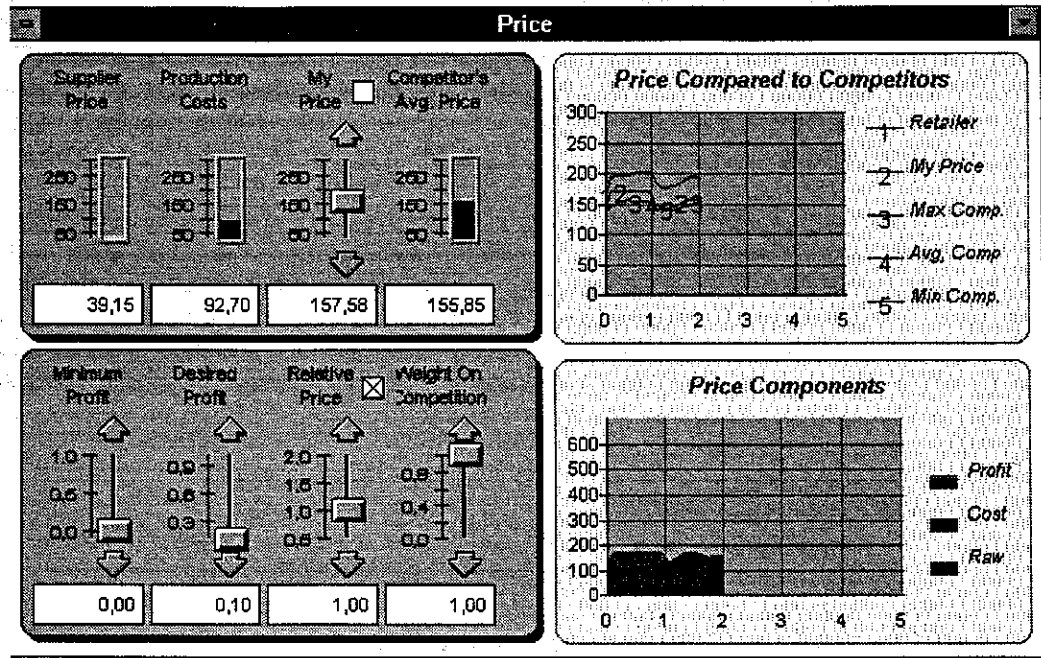 Price
Supplier Price
Production Costs
My Price
Competitor's Avg. Price
250
150
50
250
150
50
250
150
50
250
150
50
39,15
92,70
157,58
155,85
Price Compared to Competitors
300
250
200
150
100
50
0
0 1 2 3 4 5
1 Retailer
2 My Price
3 Max Comp.
4 Avg. Comp
5 Min Comp.
Minimum Profit
Desired Profit
Relative Price
Weight On Competition
1,0
0,5
0,0
0,9
0,6
0,3
2,0
1,5
1,0
0,5
0,8
0,4
0,0
0,00
0,10
1,00
1,00
Price Components
600
500
400
300
200
100
0
0 1 2 3 4 5
Profit
Cost
Raw